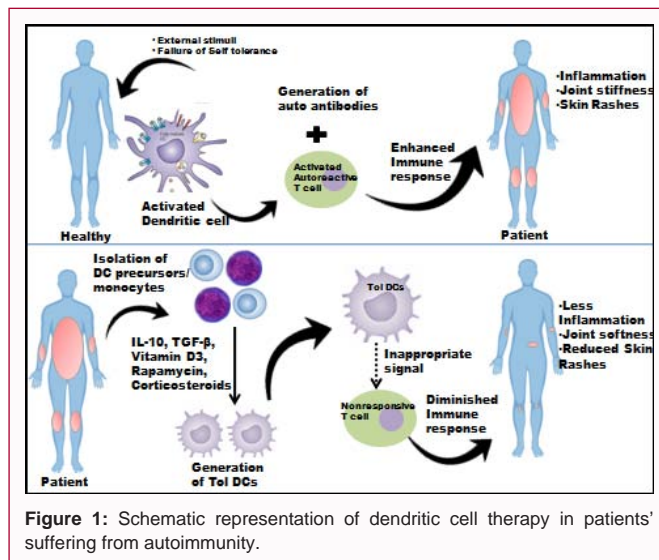 • External stimuli
• Failure of Self tolerance
Activated
Dendritic cell
Healthy
Generation of
auto antibodies
+
Activated
Autoreactive
T cell
Enhanced
Immune
response
•Inflammation
•Joint stiffness
•Skin Rashes
Patient
Isolation of
DC precursors/
monocytes
IL-10, TGF-β,
Vitamin D3,
Rapamycin,
Corticosteroids
Patient
Generation
of Tol DCs
Tol DCs
Inappropriate
signal
Nonresponsive
T cell
Diminished
Immune
response
•Less
Inflammation
•Joint softness
•Reduced Skin
Rashes
Figure 1: Schematic representation of dendritic cell therapy in patients’
suffering from autoimmunity.